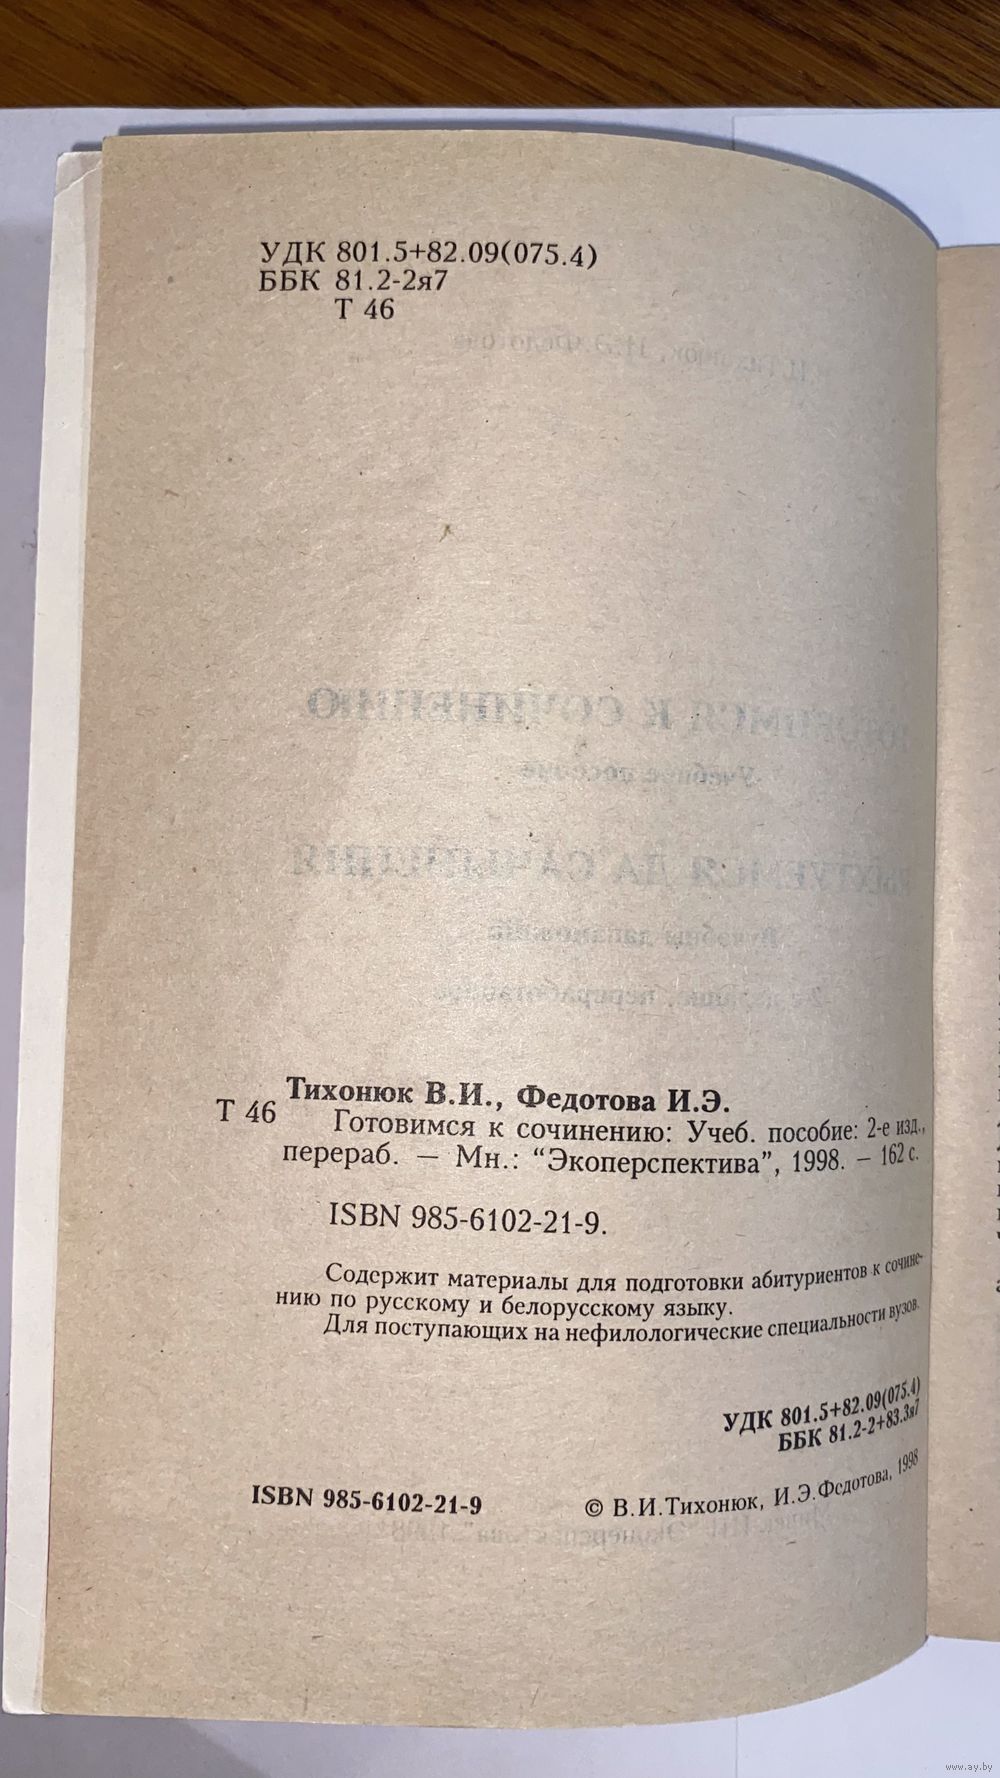 УДК 801.5+82.09(075.4)
ББК 81.2-2я7
Т 46
Тихонюк В.И., Федотова И.Э.
Т 46
Готовимся к сочинению: Учеб. пособие: 2-е изд.,
перераб. — Мн.: “Экоперспектива”, 1998. – 162 с.
ISBN 985-6102-21-9.
Содержит материалы для подготовки абитуриентов к сочине-
нию по русскому и белорусскому языку.
Для поступающих на нефилологические специальности вузов.
УДК 801.5+82.09(075.4)
ББК 81.2-2+83.3я7
ISBN 985-6102-21-9
© В.И.Тихонюк, И.Э.Федотова, 1998
www.ay.by